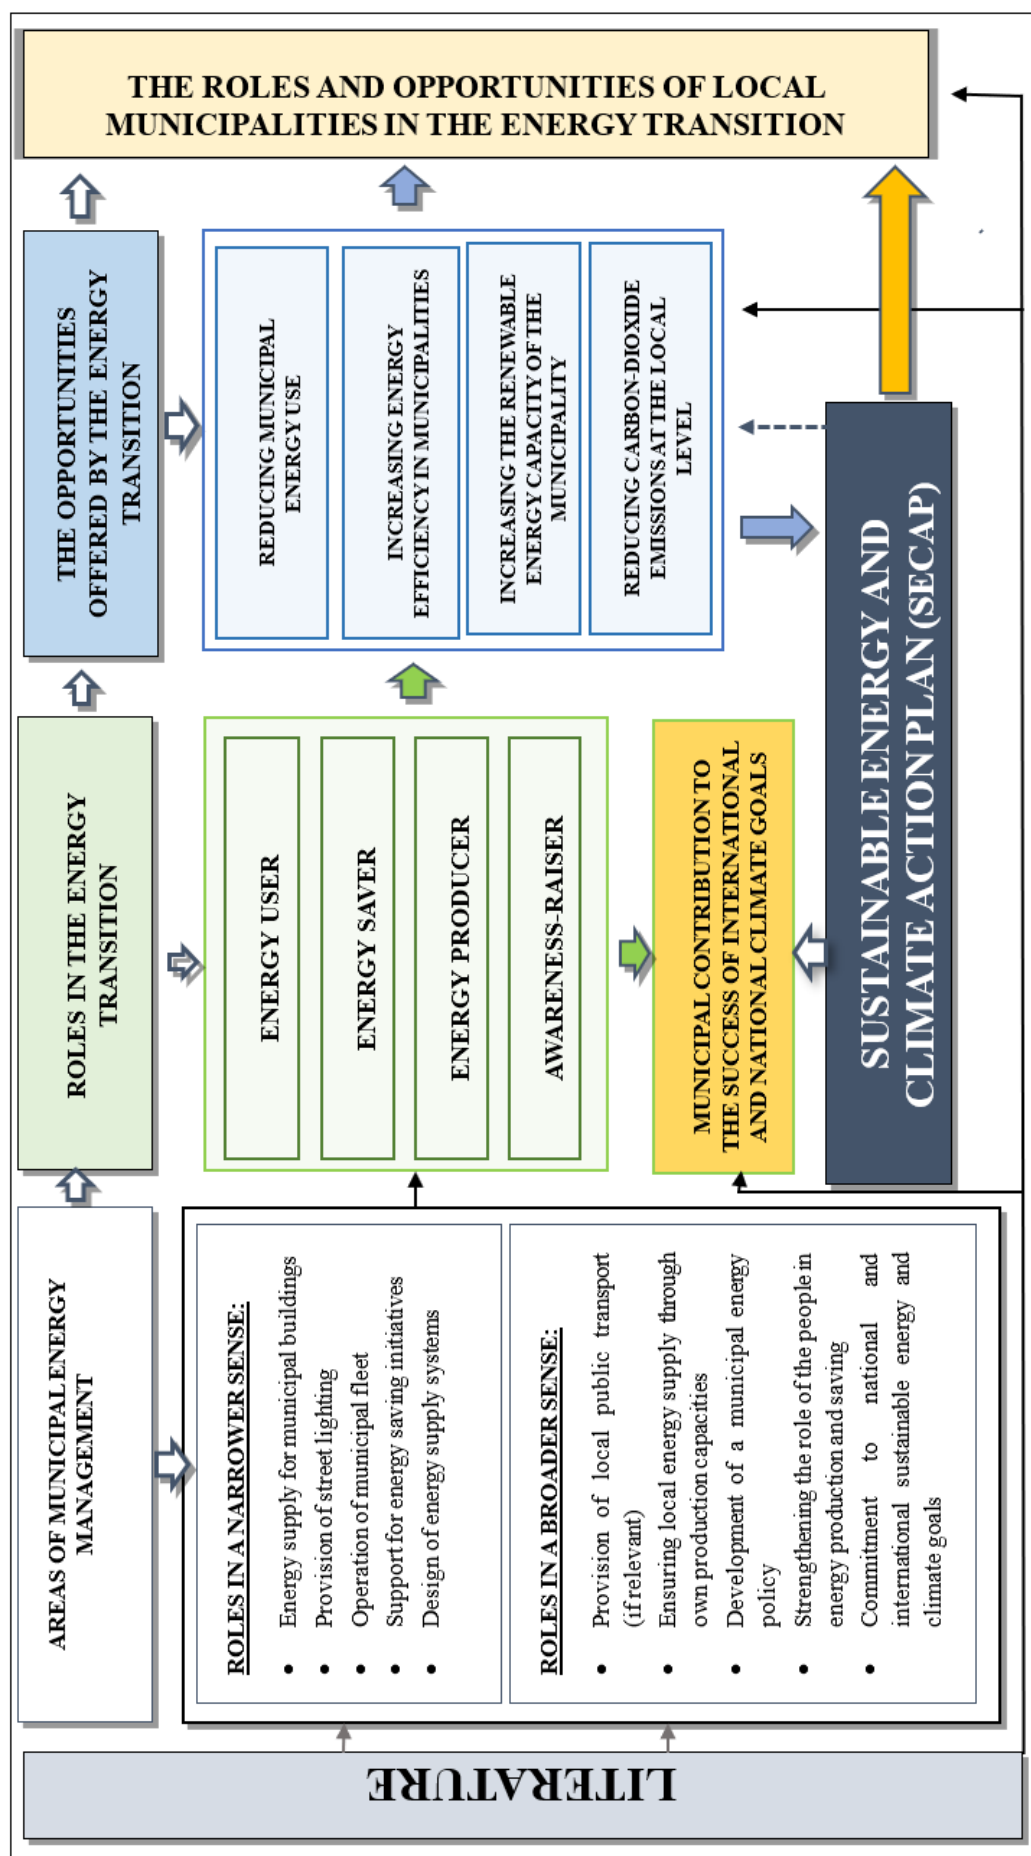 LITERATURE
AREAS OF MUNICIPAL ENERGY
MANAGEMENT
ROLES IN A NARROWER SENSE:
• Energy supply for municipal buildings
• Provision of street lighting
• Operation of municipal fleet
• Support for energy saving initiatives
• Design of energy supply systems
ROLES IN A BROADER SENSE:
• Provision of local public transport
(if relevant)
• Ensuring local energy supply through
own production capacities
• Development of a municipal energy
policy
• Strengthening the role of the people in
energy production and saving
• Commitment to national and
international sustainable energy and
climate goals
ROLES IN THE ENERGY
TRANSITION
ENERGY USER
ENERGY SAVER
ENERGY PRODUCER
AWARENESS-RAISER
MUNICIPAL CONTRIBUTION TO
THE SUCCESS OF INTERNATIONAL
AND NATIONAL CLIMATE GOALS
THE OPPORTUNITIES
OFFERED BY THE ENERGY
TRANSITION
REDUCING MUNICIPAL
ENERGY USE
INCREASING ENERGY
EFFICIENCY IN MUNICIPALITIES
INCREASING THE RENEWABLE
ENERGY CAPACITY OF THE
MUNICIPALITY
REDUCING CARBON-DIOXIDE
EMISSIONS AT THE LOCAL
LEVEL
SUSTAINABLE ENERGY AND
CLIMATE ACTION PLAN (SECAP)
THE ROLES AND OPPORTUNITIES OF LOCAL
MUNICIPALITIES IN THE ENERGY TRANSITION